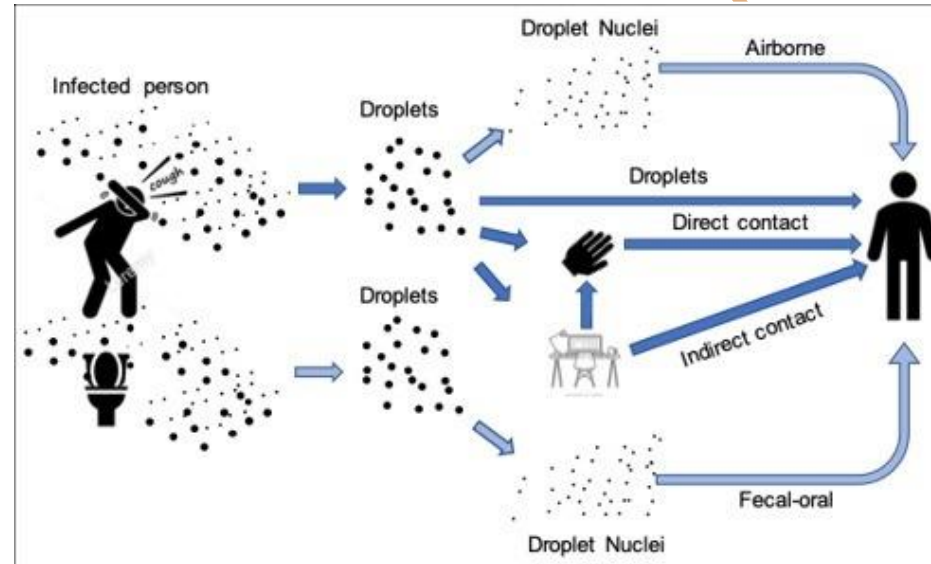 Droplet Nuclei
Airborne
Infected person
Droplets
cough
Droplets
Direct contact
Droplets
Indirect contact
Fecal-oral
Droplet Nuclei